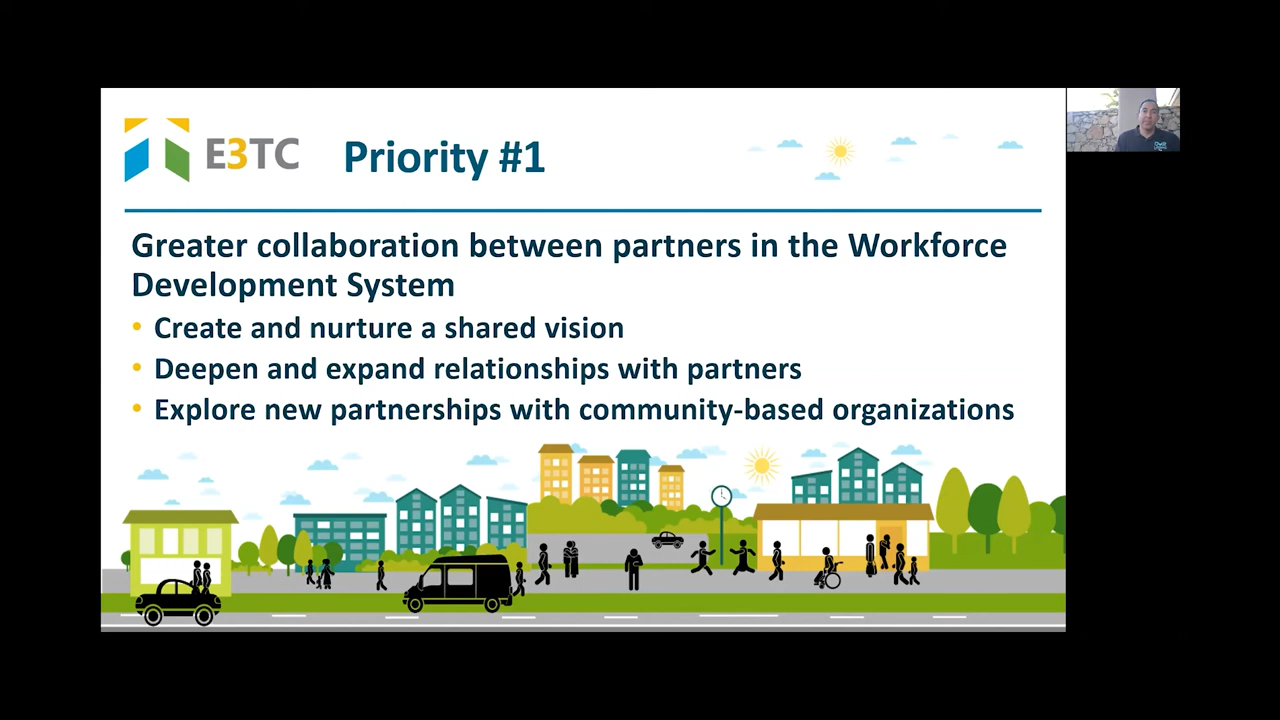 E3TC
Priority #1
Greater collaboration between partners in the Workforce
Development System
• Create and nurture a shared vision
• Deepen and expand relationships with partners
• Explore new partnerships with community-based organizations